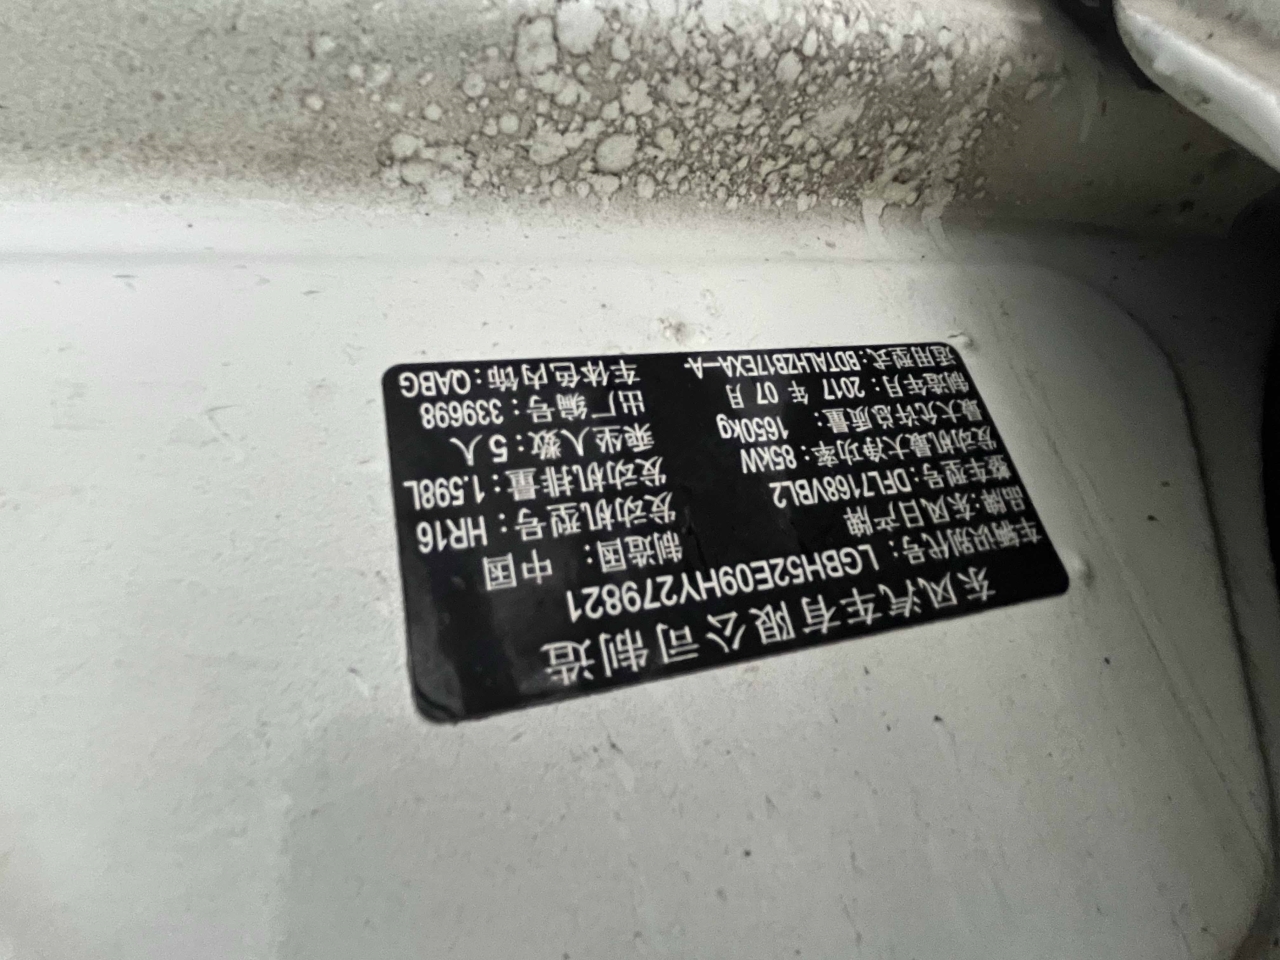 东风汽车有限公司制造
车辆识别代号：LGBH52E09HY279821
品牌：东风日产牌 制造国：中国
整车型号：DFL7168VBL2 发动机型号：HR16
发动机最大净功率：85kW 发动机排量：1.598L
最大允许总质量：1650kg 乘坐人数：5人
制造年月：2017 年 07 月 出厂编号：339698
适用型式：BDTALHZB17EXA—A- 车体色内饰：QABG